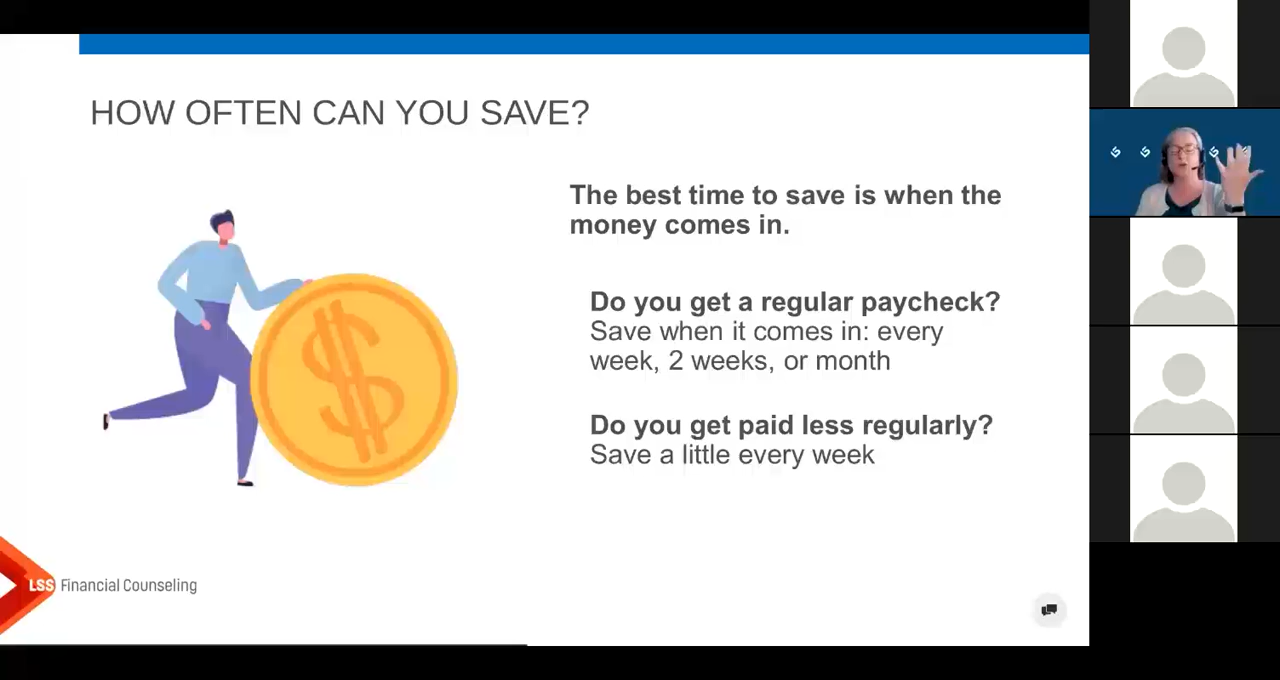 HOW OFTEN CAN YOU SAVE?
The best time to save is when the
money comes in.
Do you get a regular paycheck?
Save when it comes in: every
week, 2 weeks, or month
Do you get paid less regularly?
Save a little every week
LSS Financial Counseling